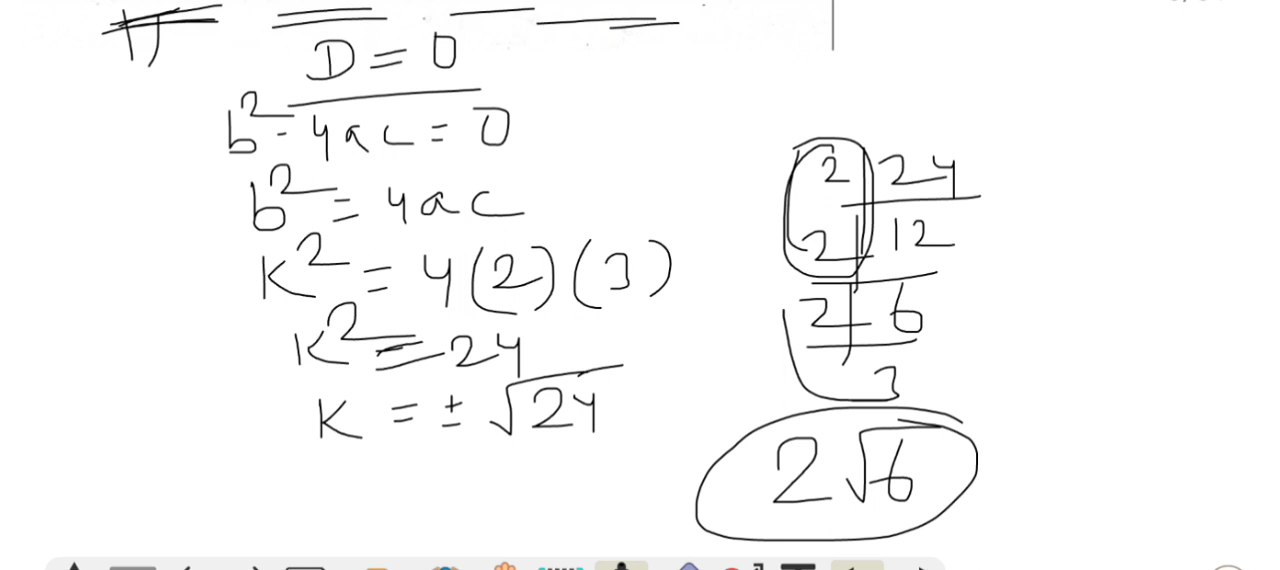 D = 0
b² - 4ac = 0
b² = 4ac
K² = 4(2)(3)
K² = 24
K = ± √24
2 | 24
2 | 12
2 | 6
3
2√6